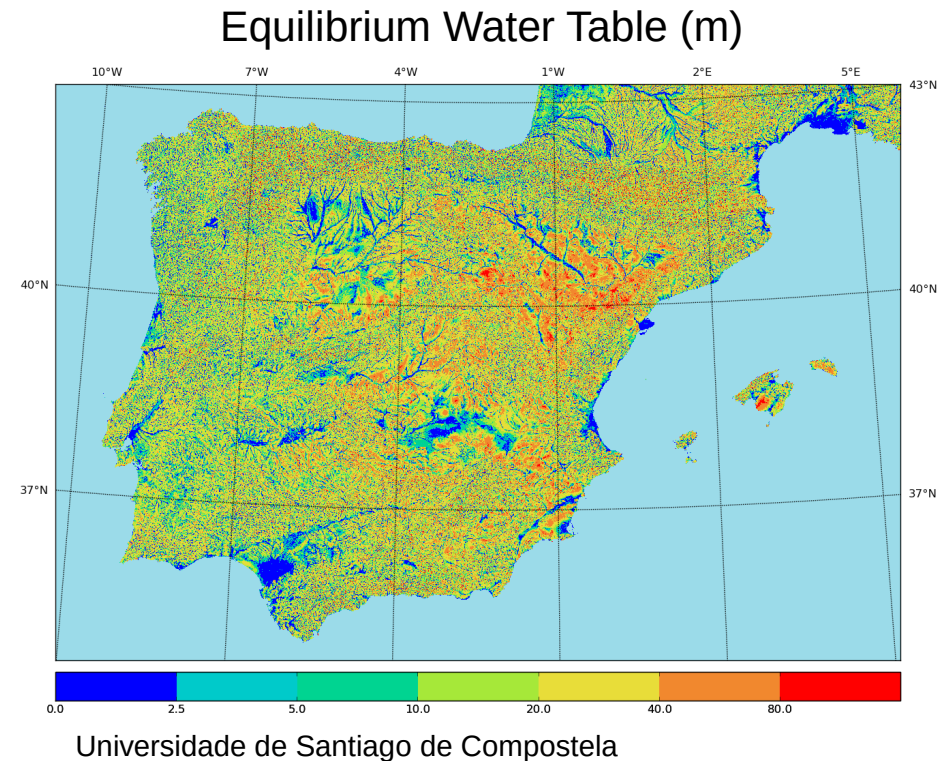 Equilibrium Water Table (m)
10°W 7°W 4°W 1°W 2°E 5°E
43°N
40°N 40°N
37°N 37°N
0.0 2.5 5.0 10.0 20.0 40.0 80.0
Universidade de Santiago de Compostela